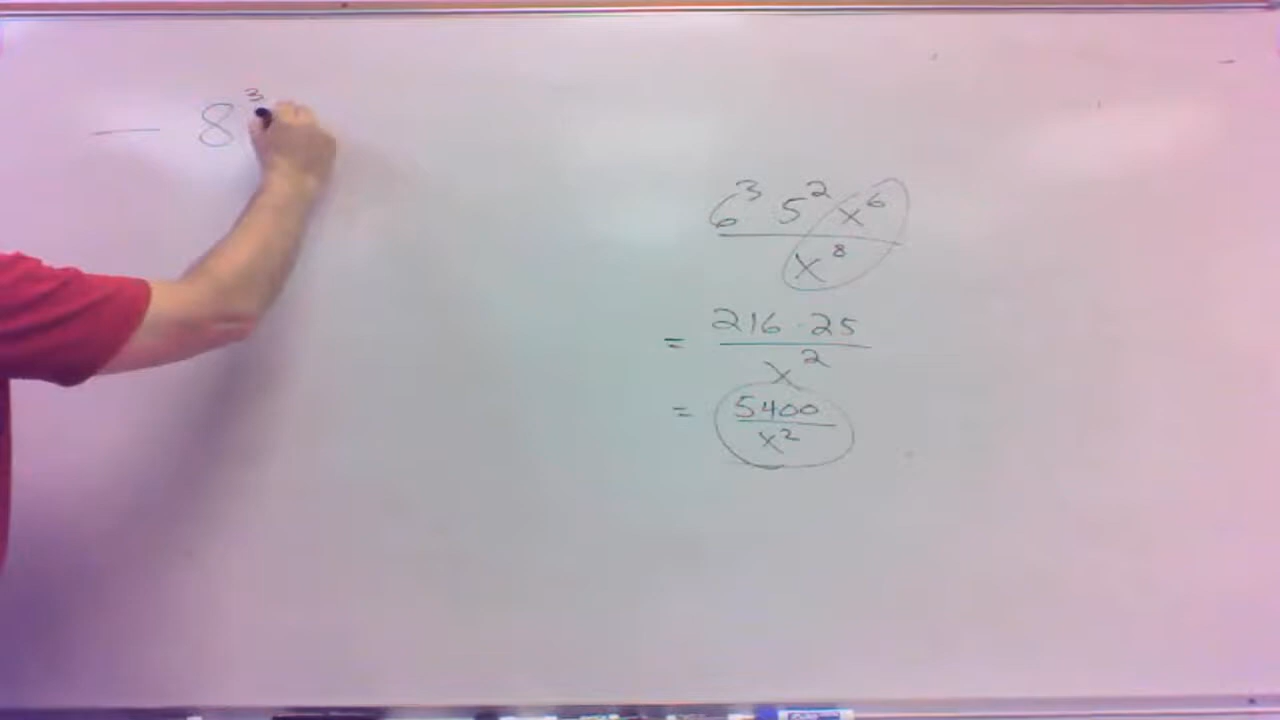 — 8³
6³ · 5² x⁶
x⁸
= 216 · 25
x²
= 5400
x²